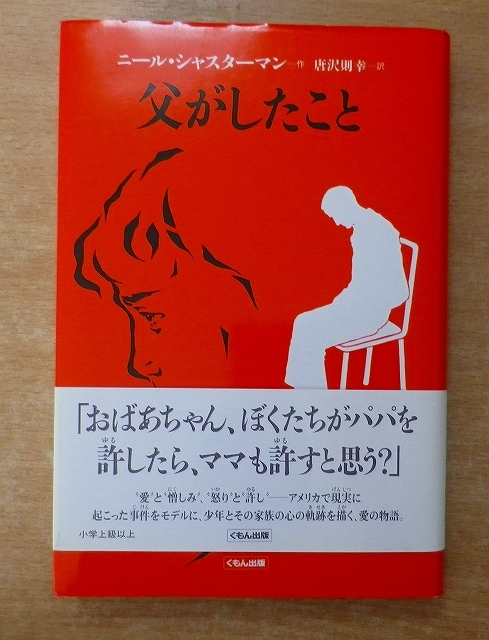 ニール・シャスターマン―作 唐沢則幸―訳
父がしたこと
「おばあちゃん、ぼくたちがパパを
許したら、ママも許すと思う?」
"愛"と"憎しみ"、"怒り"と"許し"――アメリカで現実に
起こった事件をモデルに、少年とその家族の心の軌跡を描く、愛の物語。
小学上級以上
くもん出版
くもん出版